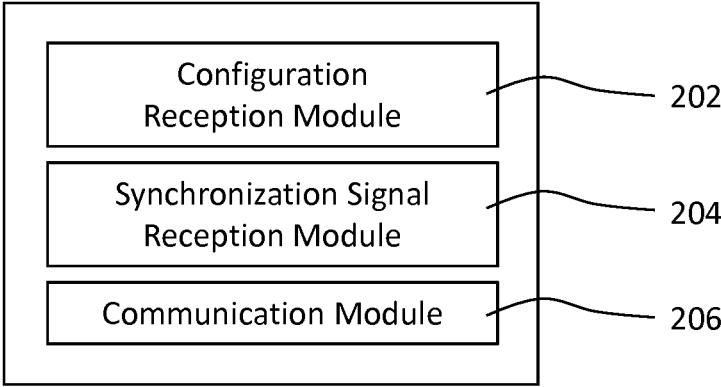 Configuration
Reception Module
202
Synchronization Signal
Reception Module
204
Communication Module
206